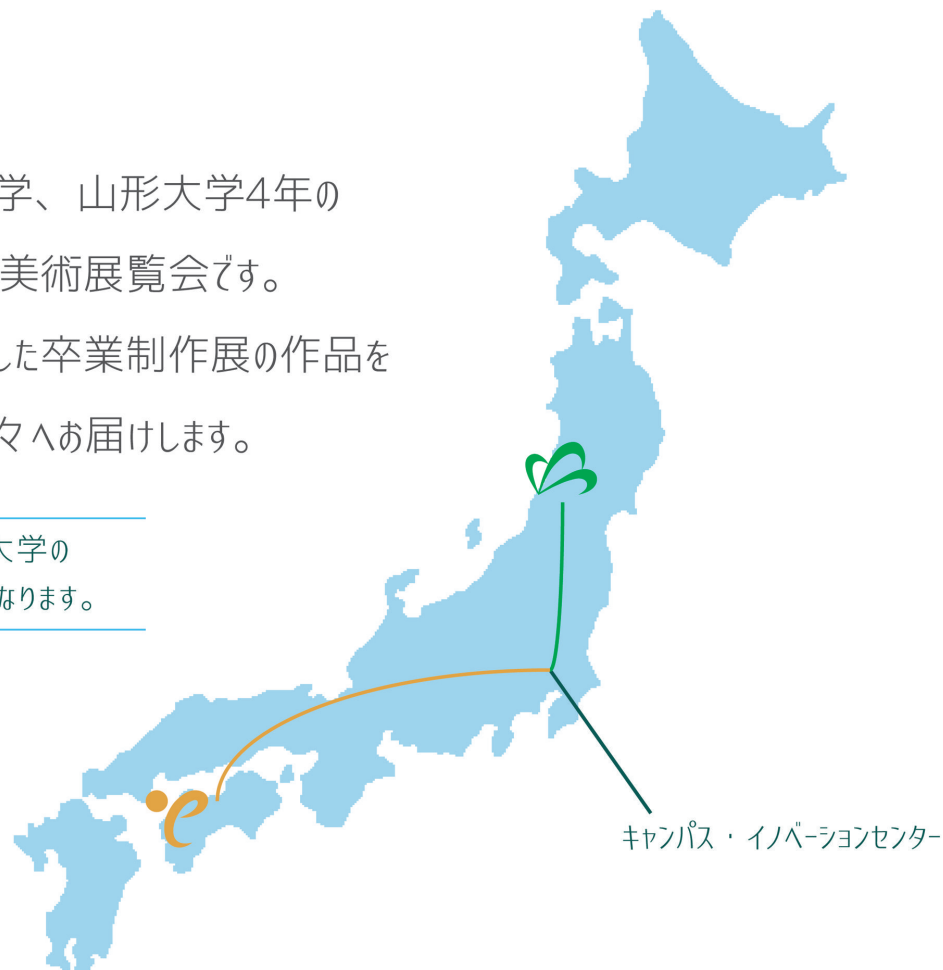 学、山形大学4年の
美術展覧会です。
した卒業制作展の作品を
々へお届けします。
大学の
なります。
キャンパス・イノベーションセンター